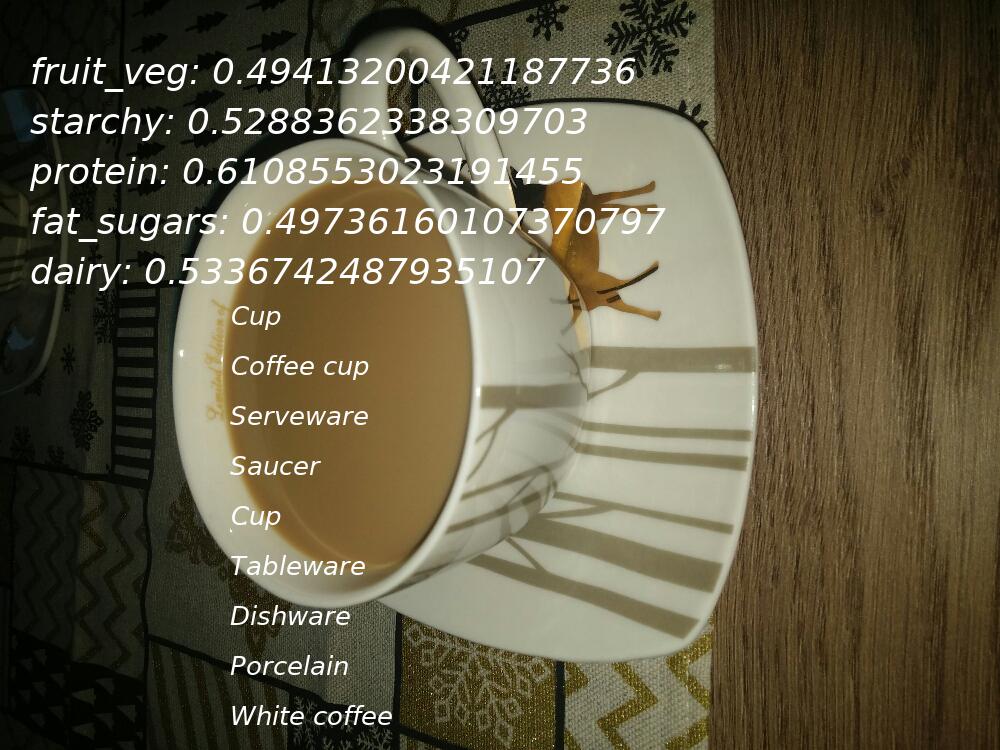 fruit_veg: 0.49413200421187736
starchy: 0.5288362338309703
protein: 0.6108553023191455
fat_sugars: 0.49736160107370797
dairy: 0.5336742487935107
Cup
Coffee cup
Limited Edition of
Serveware
Saucer
Cup
Tableware
Dishware
Porcelain
White coffee